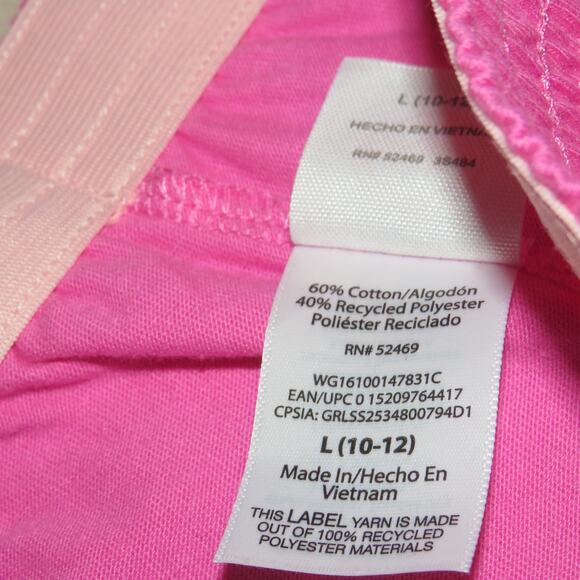 L (10-12
HECHO EN VIETNA
RN# 52469 3S484
60% Cotton/Algodón
40% Recycled Polyester
Poliéster Reciclado
RN# 52469
WG16100147831C
EAN/UPC 0 15209764417
CPSIA: GRLSS2534800794D1
L (10-12)
Made In/Hecho En
Vietnam
THIS LABEL YARN IS MADE
OUT OF 100% RECYCLED
POLYESTER MATERIALS